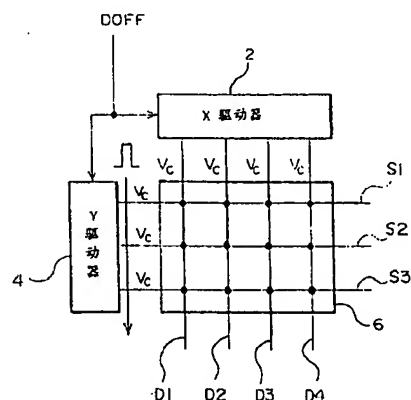 DOFF
2
X 驱动器
Vc Vc Vc Vc
S1
Vc
Y 驱动器
Vc
S2
4
Vc
S3
6
D1 D2 D3 D4